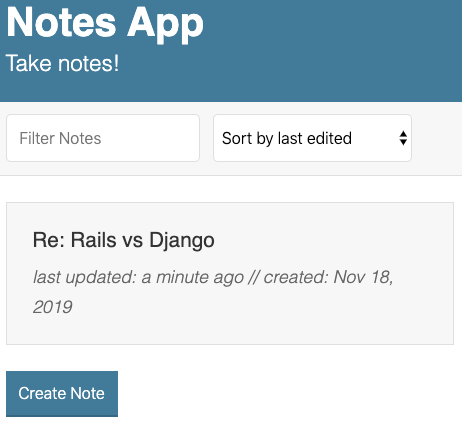 Notes App
Take notes!
Filter Notes
Sort by last edited
Re: Rails vs Django
last updated: a minute ago // created: Nov 18,
2019
Create Note